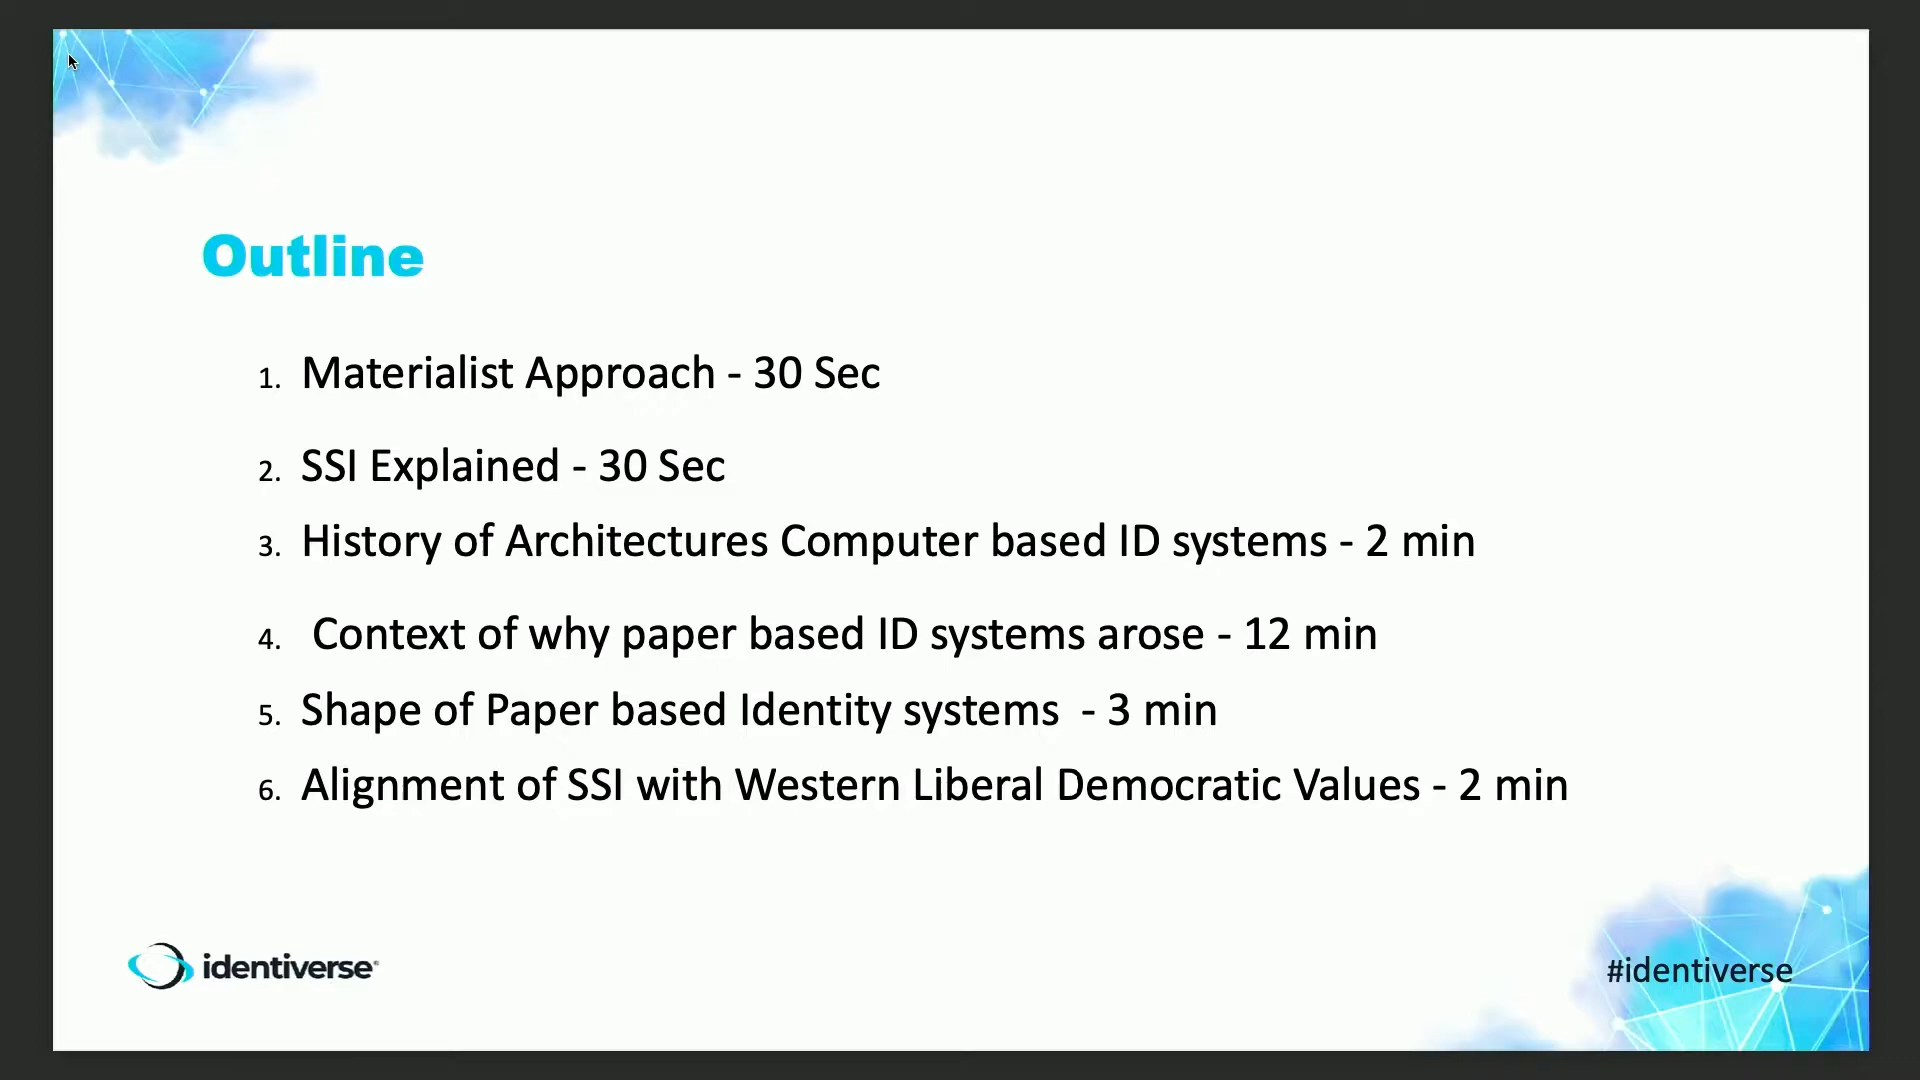 Outline
1. Materialist Approach - 30 Sec
2. SSI Explained - 30 Sec
3. History of Architectures Computer based ID systems - 2 min
4. Context of why paper based ID systems arose - 12 min
5. Shape of Paper based Identity systems - 3 min
6. Alignment of SSI with Western Liberal Democratic Values - 2 min
identiverse
#identiverse